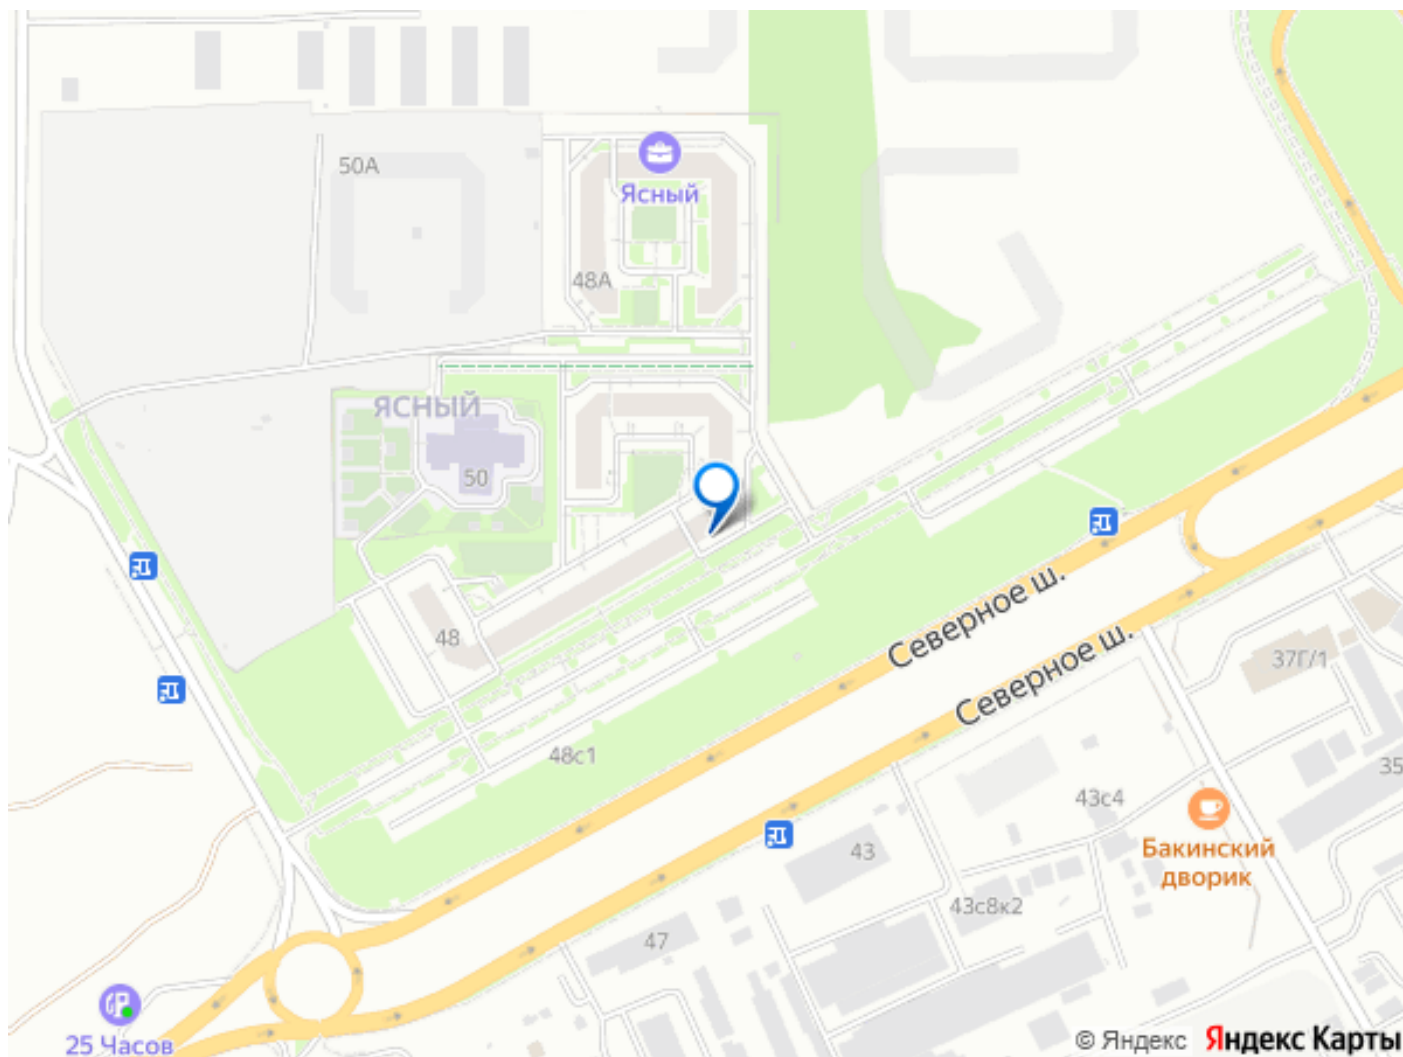 50А
Ясный
48А
ЯСНЫЙ
50
Северное ш.
48
Северное ш.
37Г/1
48с1
35
43с4
43
Бакинский
дворик
43с8к2
47
25 Часов
© Яндекс Яндекс Карты